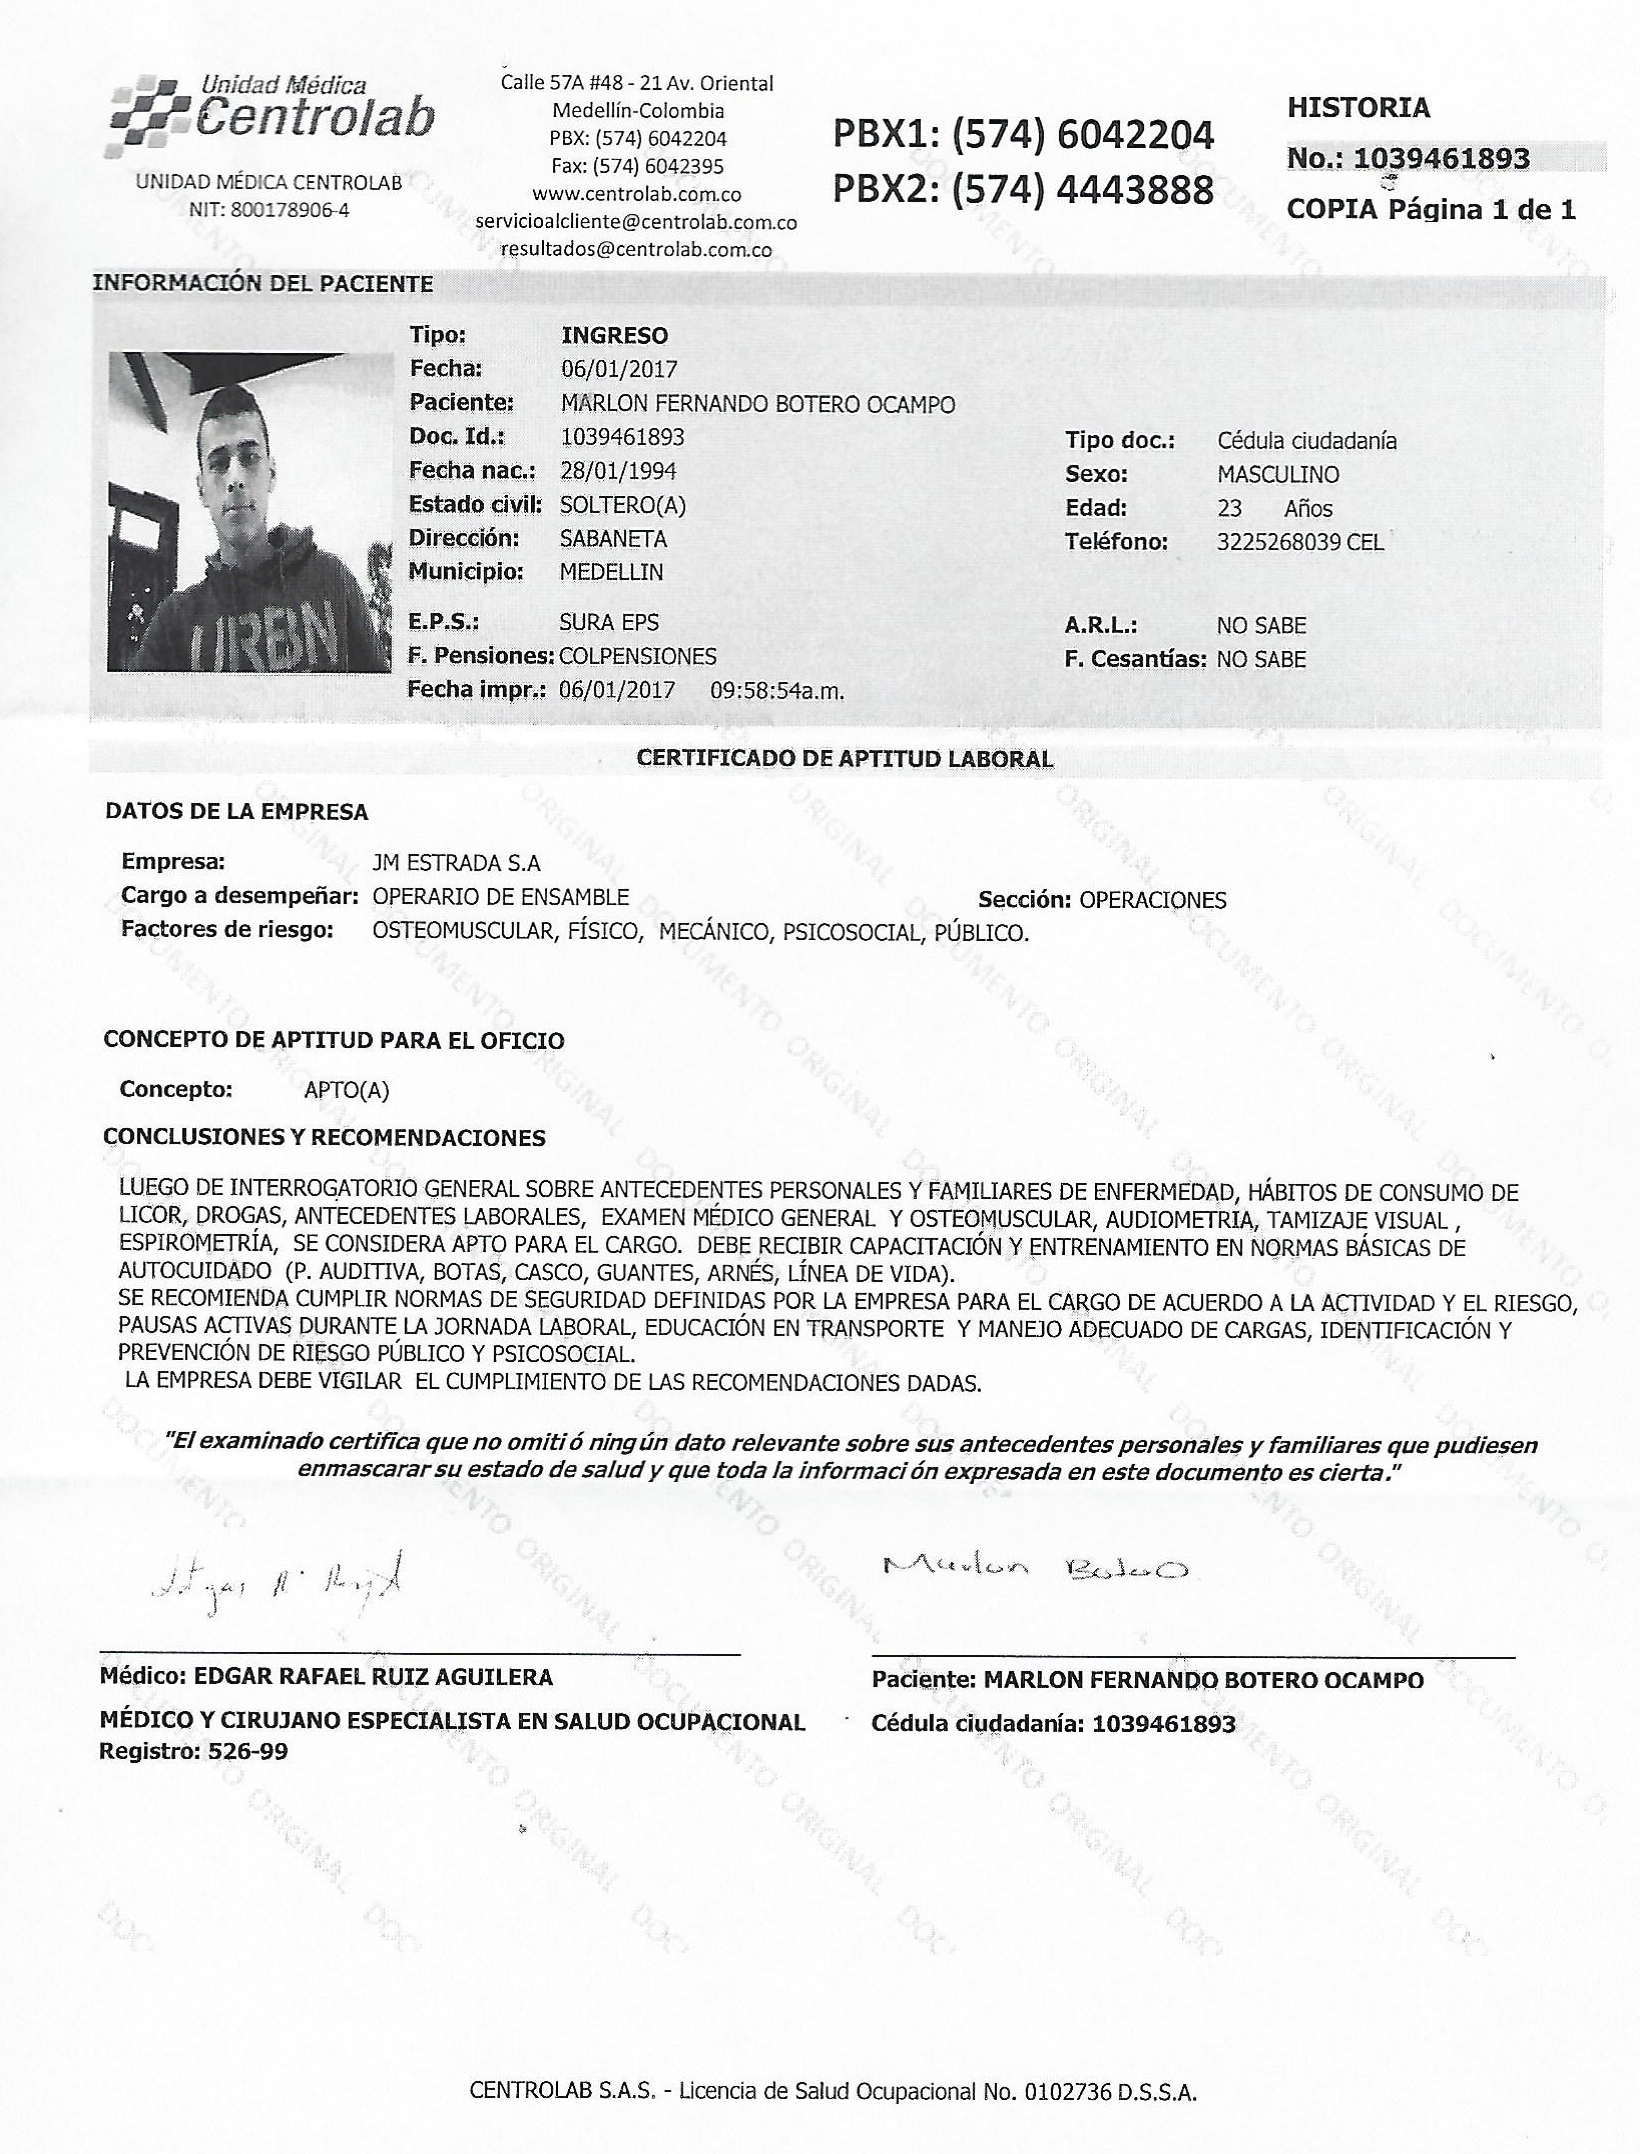 Unidad Médica
Centrolab
UNIDAD MÉDICA CENTROLAB
NIT: 800178906-4
Calle 57A #48 - 21 Av. Oriental
Medellín-Colombia
PBX: (574) 6042204
Fax: (574) 6042395
www.centrolab.com.co
servicioalcliente@centrolab.com.co
resultados@centrolab.com.co
PBX1: (574) 6042204
PBX2: (574) 4443888
HISTORIA
No.: 1039461893
COPIA Página 1 de 1
INFORMACIÓN DEL PACIENTE
URBN
Tipo: INGRESO
Fecha: 06/01/2017
Paciente: MARLON FERNANDO BOTERO OCAMPO
Doc. Id.: 1039461893 Tipo doc.: Cédula ciudadanía
Fecha nac.: 28/01/1994 Sexo: MASCULINO
Estado civil: SOLTERO(A) Edad: 23 Años
Dirección: SABANETA Teléfono: 3225268039 CEL
Municipio: MEDELLIN
E.P.S.: SURA EPS A.R.L.: NO SABE
F. Pensiones: COLPENSIONES F. Cesantías: NO SABE
Fecha impr.: 06/01/2017 09:58:54a.m.
CERTIFICADO DE APTITUD LABORAL
DATOS DE LA EMPRESA
Empresa: JM ESTRADA S.A
Cargo a desempeñar: OPERARIO DE ENSAMBLE Sección: OPERACIONES
Factores de riesgo: OSTEOMUSCULAR, FÍSICO, MECÁNICO, PSICOSOCIAL, PÚBLICO.
CONCEPTO DE APTITUD PARA EL OFICIO
Concepto: APTO(A)
CONCLUSIONES Y RECOMENDACIONES
LUEGO DE INTERROGATORIO GENERAL SOBRE ANTECEDENTES PERSONALES Y FAMILIARES DE ENFERMEDAD, HÁBITOS DE CONSUMO DE
LICOR, DROGAS, ANTECEDENTES LABORALES, EXAMEN MÉDICO GENERAL Y OSTEOMUSCULAR, AUDIOMETRIA, TAMIZAJE VISUAL ,
ESPIROMETRÍA, SE CONSIDERA APTO PARA EL CARGO. DEBE RECIBIR CAPACITACIÓN Y ENTRENAMIENTO EN NORMAS BÁSICAS DE
AUTOCUIDADO (P. AUDITIVA, BOTAS, CASCO, GUANTES, ARNÉS, LÍNEA DE VIDA).
SE RECOMIENDA CUMPLIR NORMAS DE SEGURIDAD DEFINIDAS POR LA EMPRESA PARA EL CARGO DE ACUERDO A LA ACTIVIDAD Y EL RIESGO,
PAUSAS ACTIVAS DURANTE LA JORNADA LABORAL, EDUCACIÓN EN TRANSPORTE Y MANEJO ADECUADO DE CARGAS, IDENTIFICACIÓN Y
PREVENCIÓN DE RIESGO PÚBLICO Y PSICOSOCIAL.
LA EMPRESA DEBE VIGILAR EL CUMPLIMIENTO DE LAS RECOMENDACIONES DADAS.
"El examinado certifica que no omitió ningún dato relevante sobre sus antecedentes personales y familiares que pudiesen
enmascarar su estado de salud y que toda la información expresada en este documento es cierta."
Marlon Botero
Médico: EDGAR RAFAEL RUIZ AGUILERA
MÉDICO Y CIRUJANO ESPECIALISTA EN SALUD OCUPACIONAL
Registro: 526-99
Paciente: MARLON FERNANDO BOTERO OCAMPO
Cédula ciudadanía: 1039461893
DOCUMENTO ORIGINAL
CENTROLAB S.A.S. - Licencia de Salud Ocupacional No. 0102736 D.S.S.A.